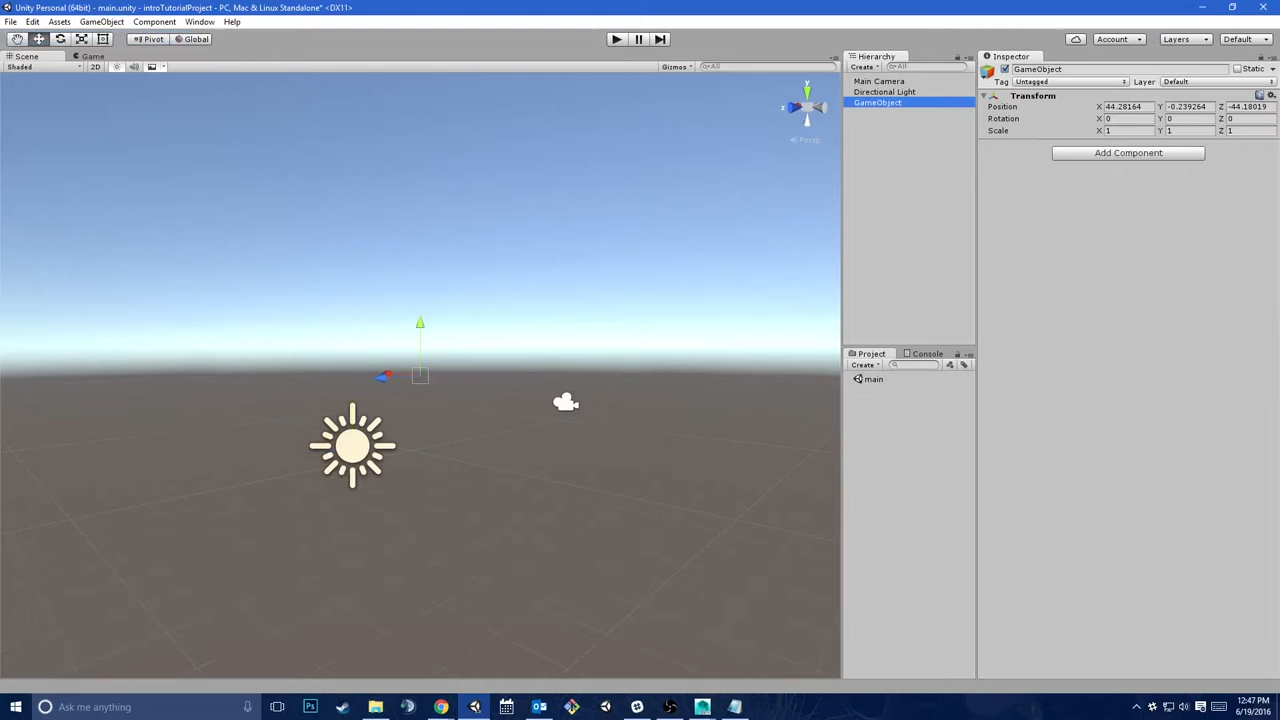 Unity Personal (64bit) - main.unity - introTutorialProject - PC, Mac & Linux Standalone* <DX11>
File Edit Assets GameObject Component Window Help
Pivot Global Account Layers Default
Scene Game Hierarchy Inspector
Shaded 2D Gizmos All Create All GameObject Static
Tag Untagged Layer Default
Main Camera
Directional Light
GameObject
Transform
Position X 44.28164 Y -0.239264 Z -44.18019
Rotation X 0 Y 0 Z 0
Scale X 1 Y 1 Z 1
Add Component
y
z
Persp
Project Console
Create
main
Ask me anything
Ps
12:47 PM
6/19/2016